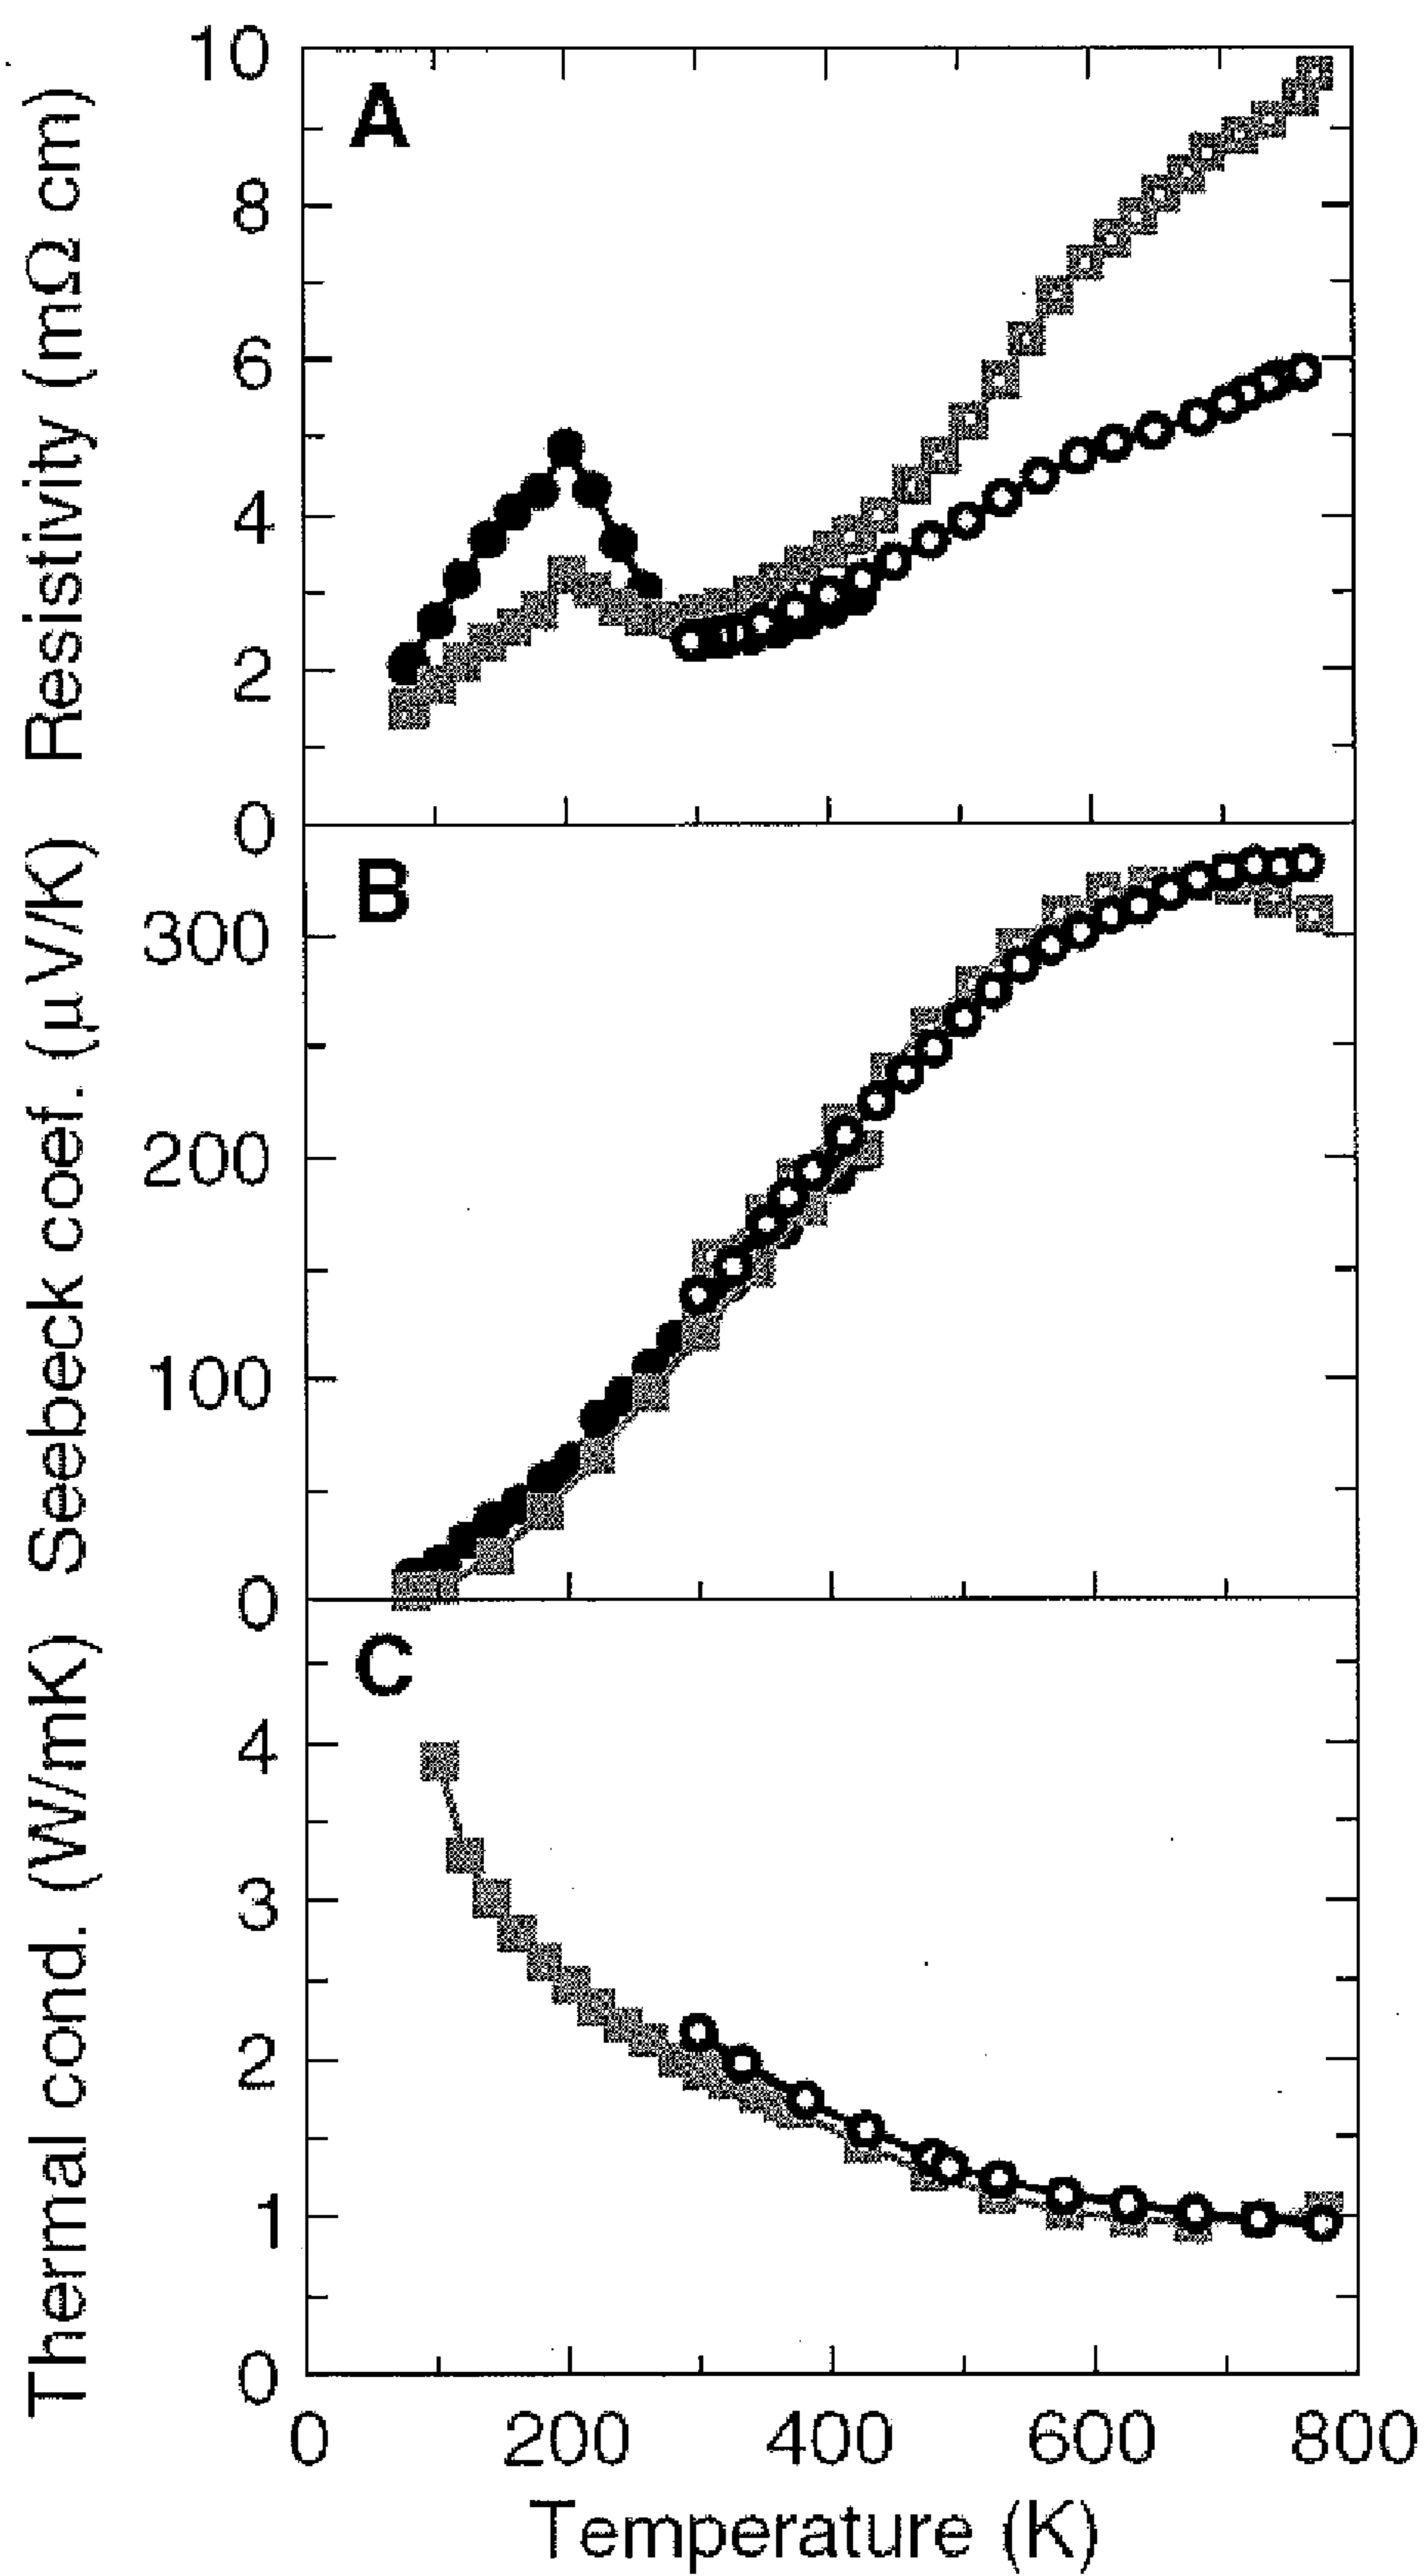 10
A
8
6
4
2
0
Resistivity (mΩ cm)
B
300
200
100
0
Seebeck coef. (µV/K)
C
4
3
2
1
0
Thermal cond. (W/mK)
0 200 400 600 800
Temperature (K)